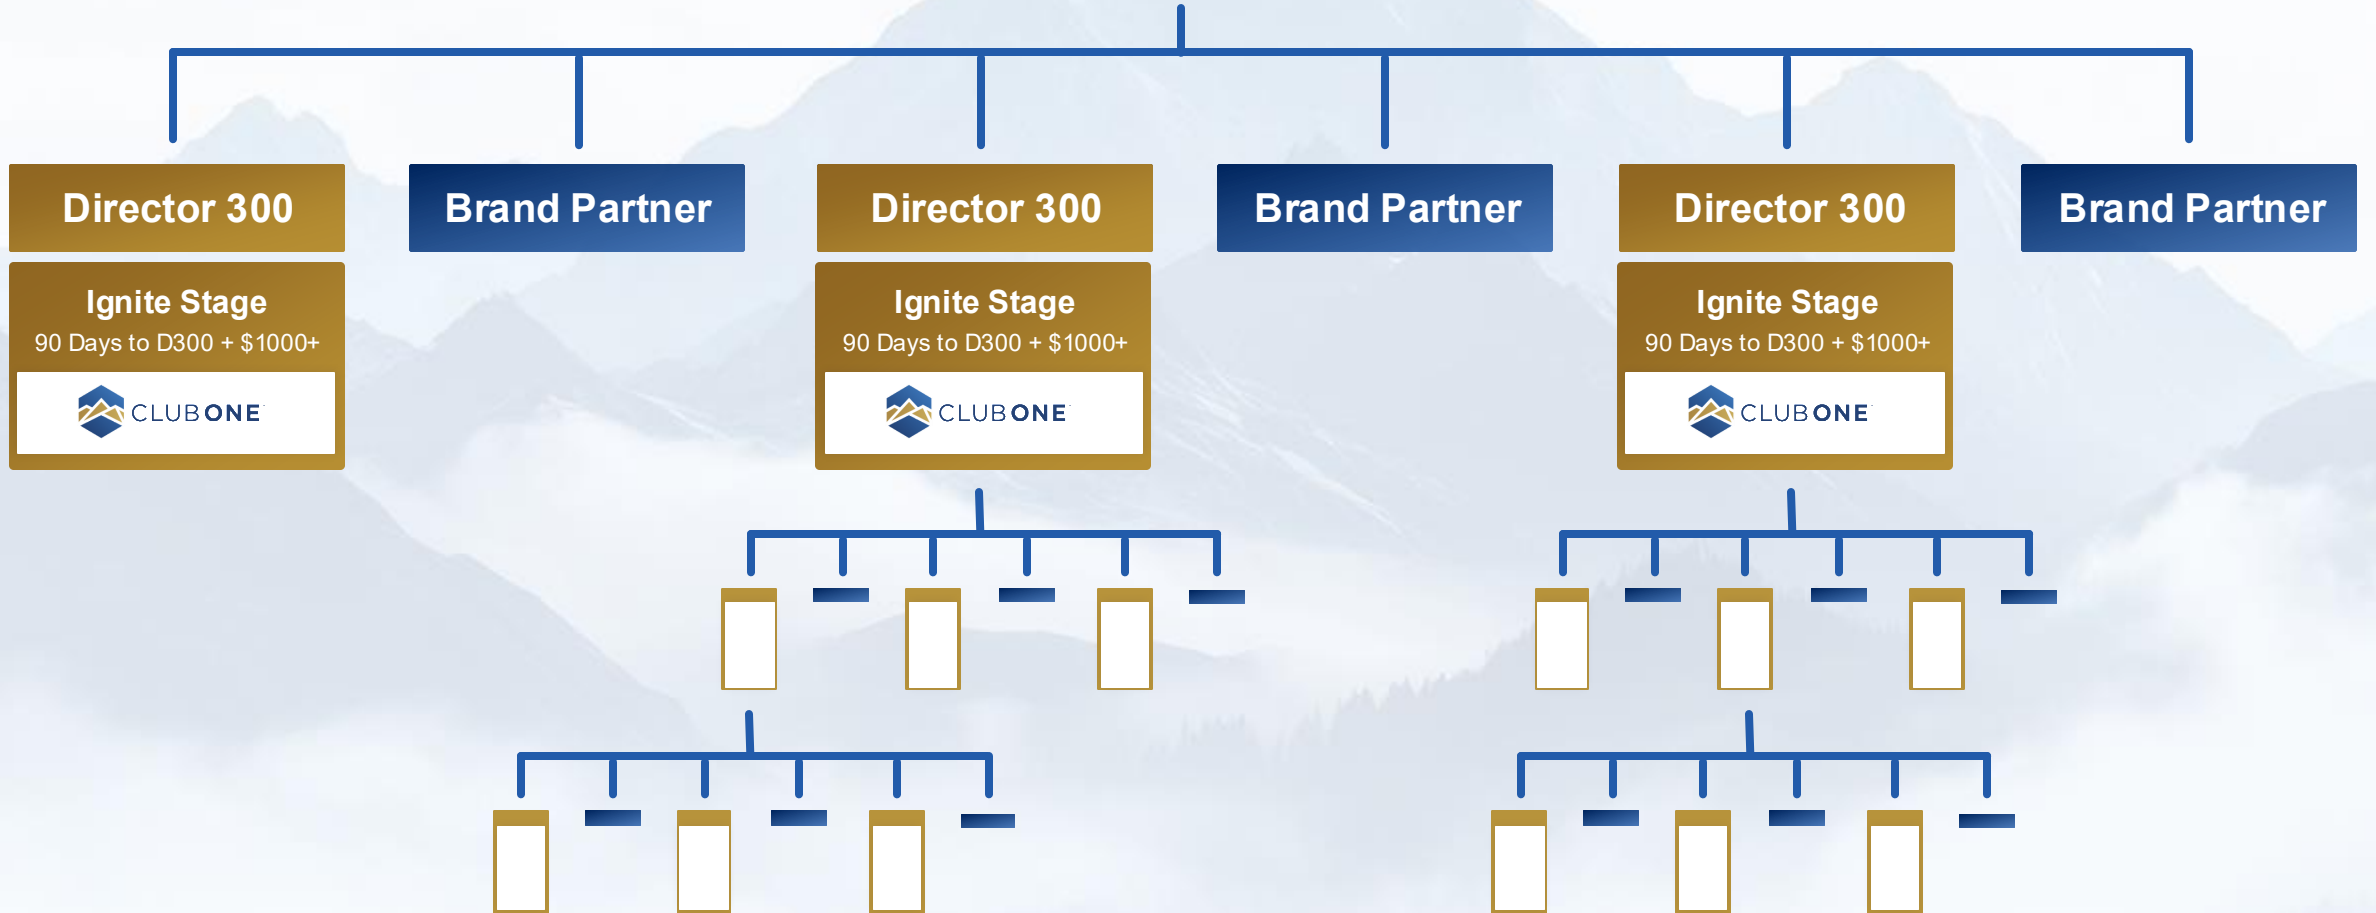 Director 300
Brand Partner
Director 300
Brand Partner
Director 300
Brand Partner
Ignite Stage
90 Days to D300 + $1000+
CLUBONE
Ignite Stage
90 Days to D300 + $1000+
CLUBONE
Ignite Stage
90 Days to D300 + $1000+
CLUBONE